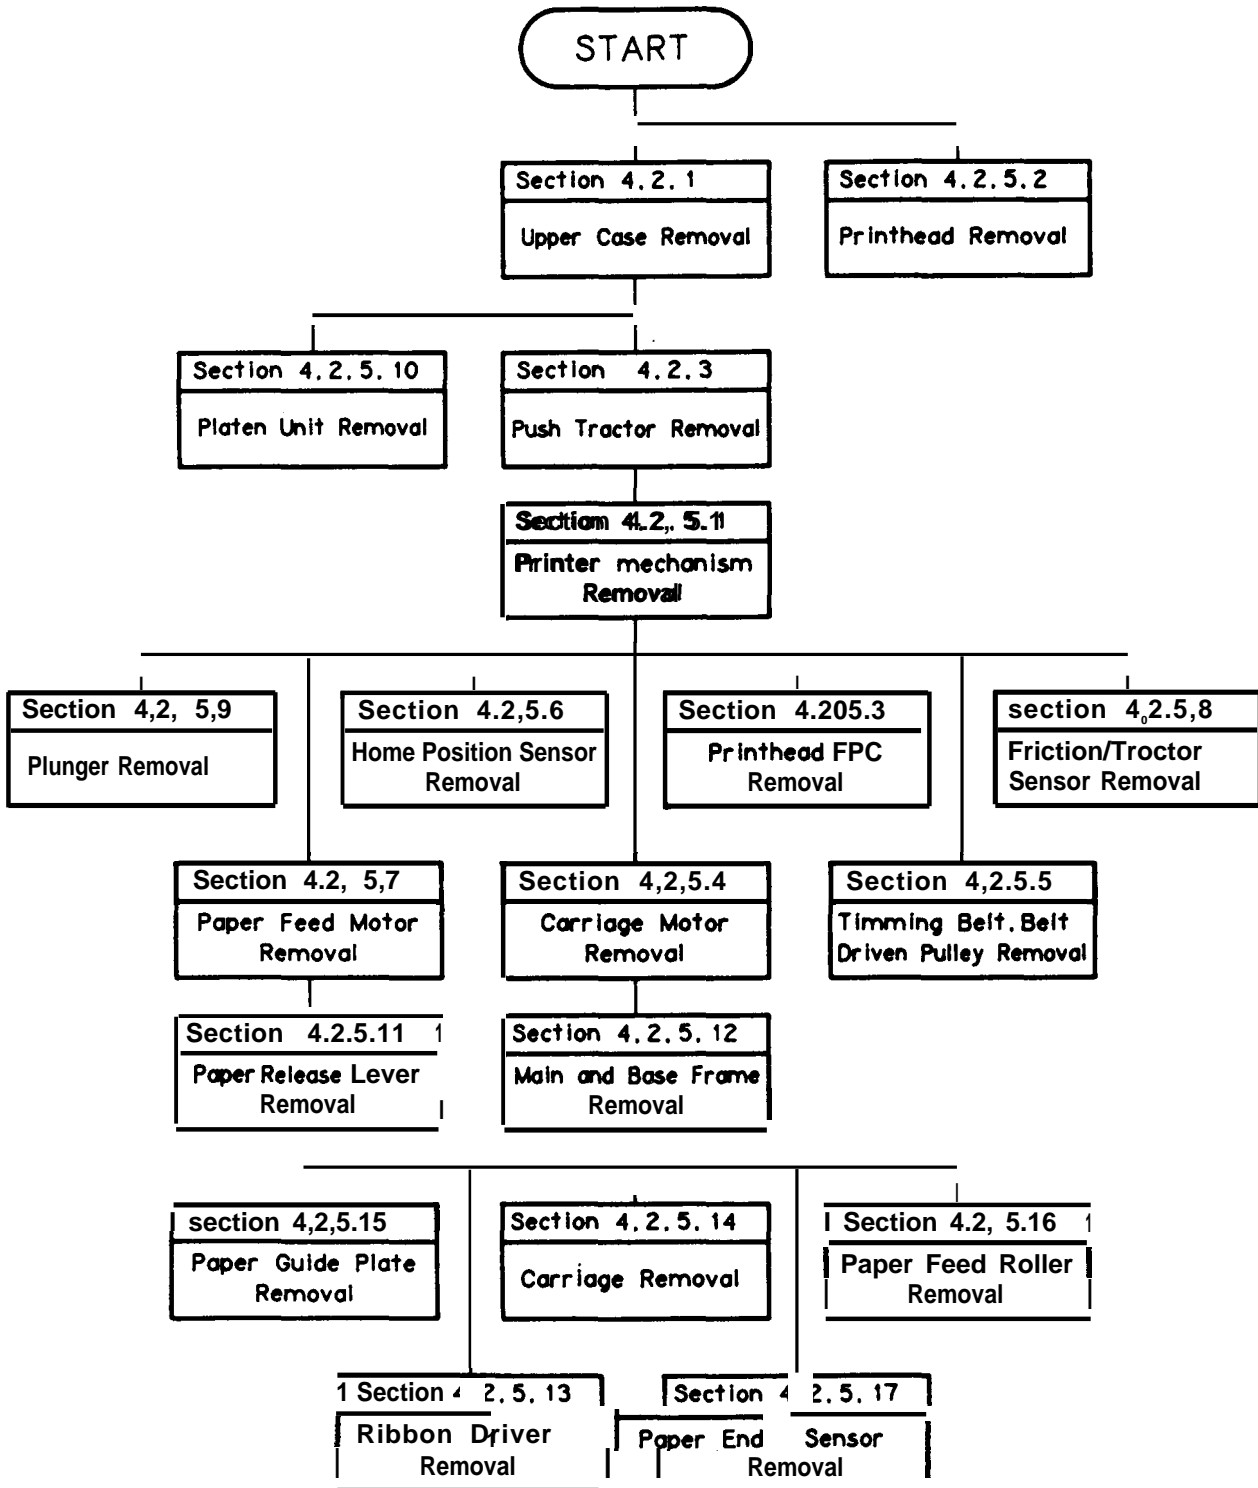 START
Section 4.2.1
Upper Case Removal
Section 4.2.5.2
Printhead Removal
Section 4.2.5.10
Platen Unit Removal
Section 4.2.3
Push Tractor Removal
Section 4.2,. 5.11
Printer mechanism
Removal
Section 4,2, 5,9
Plunger Removal
Section 4.2,5.6
Home Position Sensor
Removal
Section 4.205.3
Printhead FPC
Removal
section 4₀2.5,8
Friction/Troctor
Sensor Removal
Section 4.2, 5,7
Paper Feed Motor
Removal
Section 4,2,5.4
Carriage Motor
Removal
Section 4,2.5.5
Timming Belt.Belt
Driven Pulley Removal
Section 4.2.5.11
Paper Release Lever
Removal
Section 4.2.5.12
Main and Base Frame
Removal
section 4,2,5.15
Paper Guide Plate
Removal
Section 4.2.5.14
Carriage Removal
Section 4.2, 5.16
Paper Feed Roller
Removal
1 Section 4 2.5.13
Ribbon Driver
Removal
Section 4 2.5.17
Paper End Sensor
Removal